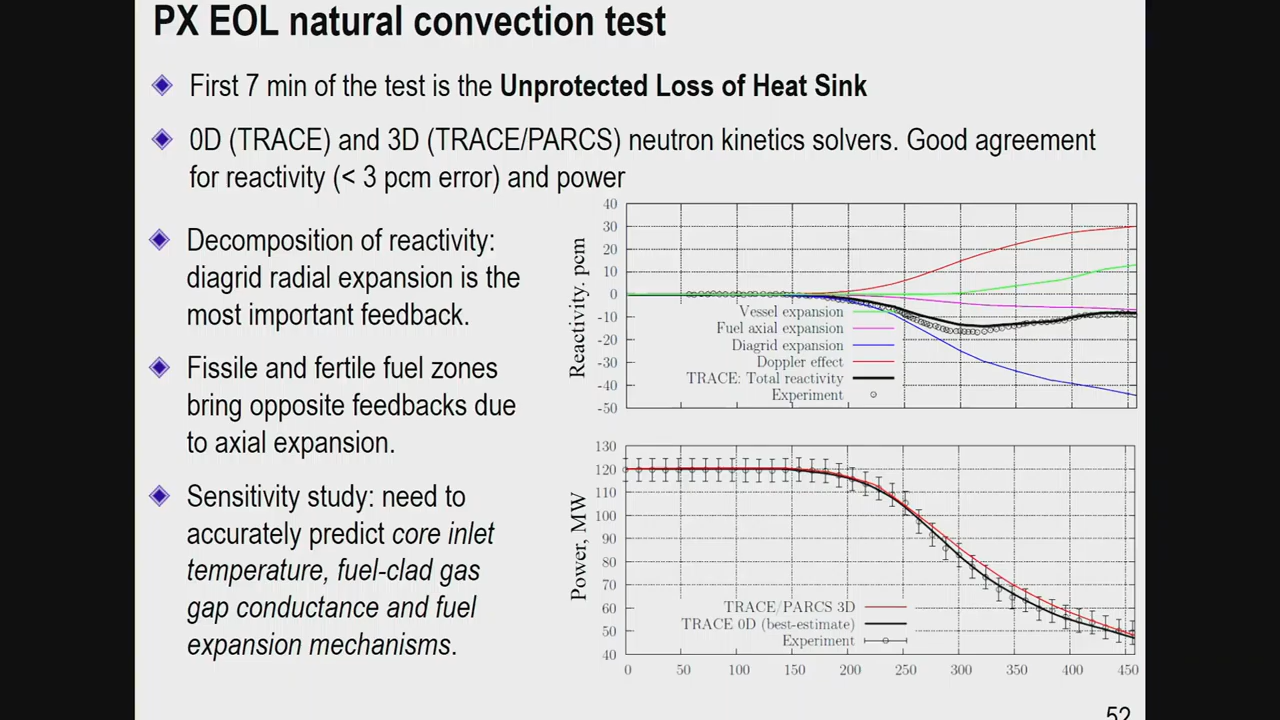 PX EOL natural convection test
First 7 min of the test is the Unprotected Loss of Heat Sink
0D (TRACE) and 3D (TRACE/PARCS) neutron kinetics solvers. Good agreement
for reactivity (< 3 pcm error) and power
Decomposition of reactivity:
diagrid radial expansion is the
most important feedback.
Fissile and fertile fuel zones
bring opposite feedbacks due
to axial expansion.
Sensitivity study: need to
accurately predict core inlet
temperature, fuel-clad gas
gap conductance and fuel
expansion mechanisms.
Reactivity. pcm
40
30
20
10
0
-10
-20
-30
-40
-50
Vessel expansion
Fuel axial expansion
Diagrid expansion
Doppler effect
TRACE: Total reactivity
Experiment
Power, MW
130
120
110
100
90
80
70
60
50
40
TRACE/PARCS 3D
TRACE 0D (best-estimate)
Experiment
0 50 100 150 200 250 300 350 400 450
52